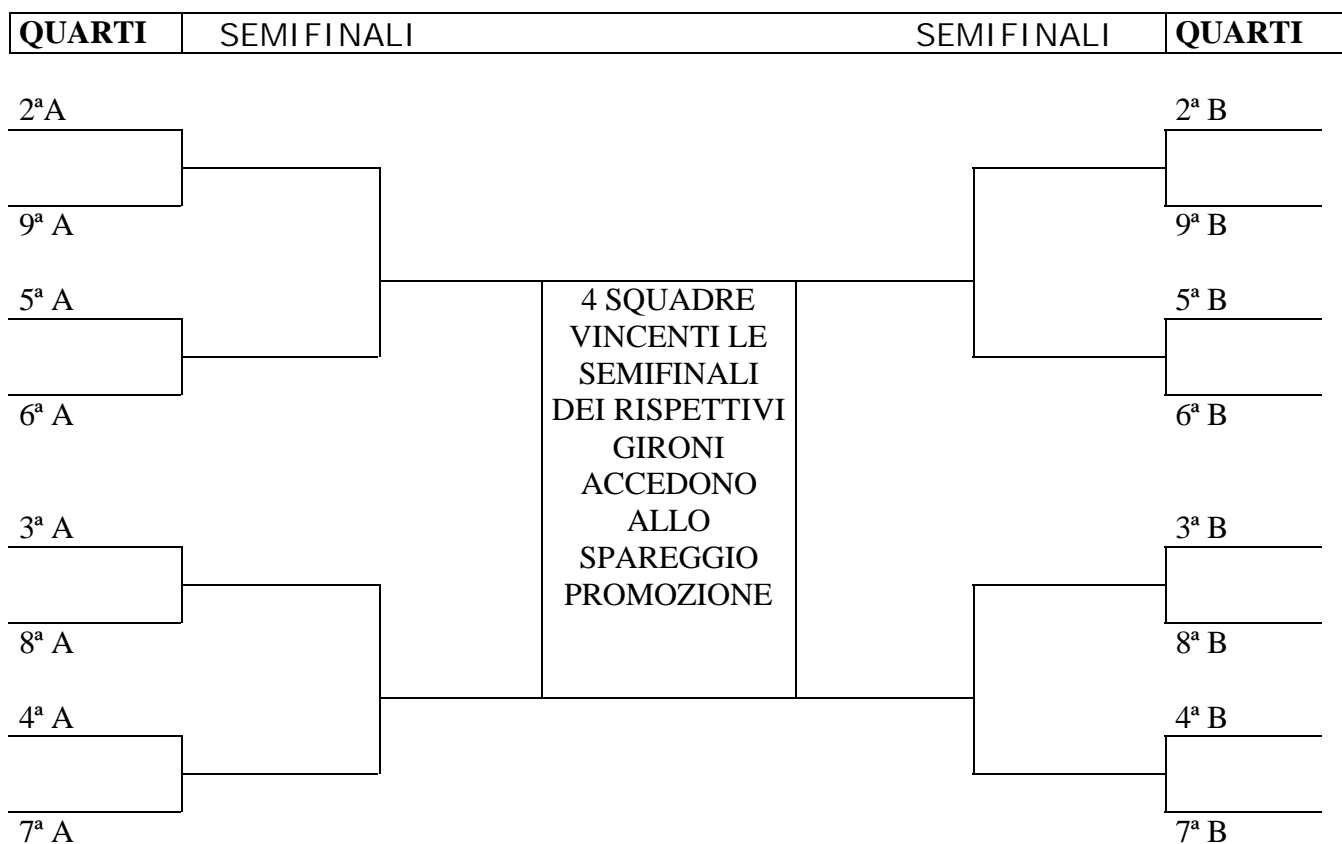 QUARTI SEMIFINALI SEMIFINALI QUARTI
2ªA 2ª B
9ª A 9ª B
5ª A 5ª B
6ª A 6ª B
3ª A 3ª B
8ª A 8ª B
4ª A 4ª B
7ª A 7ª B
4 SQUADRE
VINCENTI LE
SEMIFINALI
DEI RISPETTIVI
GIRONI
ACCEDONO
ALLO
SPAREGGIO
PROMOZIONE